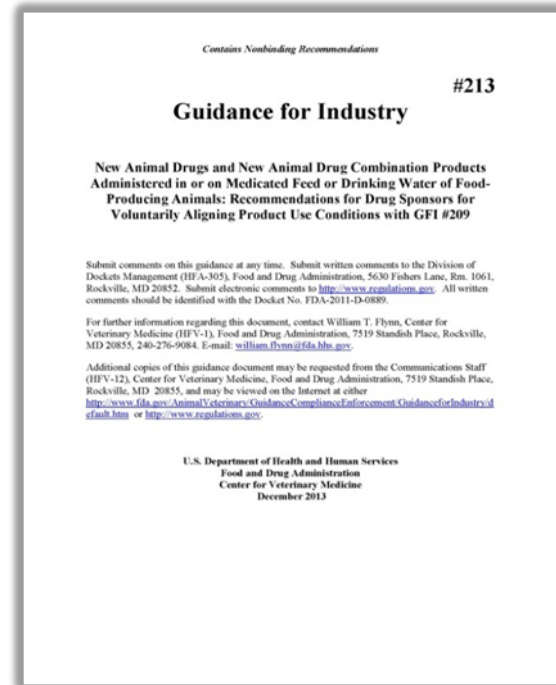 Contains Nonbinding Recommendations
#213
Guidance for Industry
New Animal Drugs and New Animal Drug Combination Products
Administered in or on Medicated Feed or Drinking Water of Food-
Producing Animals: Recommendations for Drug Sponsors for
Voluntarily Aligning Product Use Conditions with GFI #209
Submit comments on this guidance at any time. Submit written comments to the Division of
Dockets Management (HFA-305), Food and Drug Administration, 5630 Fishers Lane, Rm. 1061,
Rockville, MD 20852. Submit electronic comments to http://www.regulations.gov. All written
comments should be identified with the Docket No. FDA-2011-D-0889.
For further information regarding this document, contact William T. Flynn, Center for
Veterinary Medicine (HFV-1), Food and Drug Administration, 7519 Standish Place, Rockville,
MD 20855, 240-276-9084. E-mail: william.flynn@fda.hhs.gov.
Additional copies of this guidance document may be requested from the Communications Staff
(HFV-12), Center for Veterinary Medicine, Food and Drug Administration, 7519 Standish Place,
Rockville, MD 20855, and may be viewed on the Internet at either
http://www.fda.gov/AnimalVeterinary/GuidanceComplianceEnforcement/GuidanceforIndustry/d
efault.htm or http://www.regulations.gov.
U.S. Department of Health and Human Services
Food and Drug Administration
Center for Veterinary Medicine
December 2013